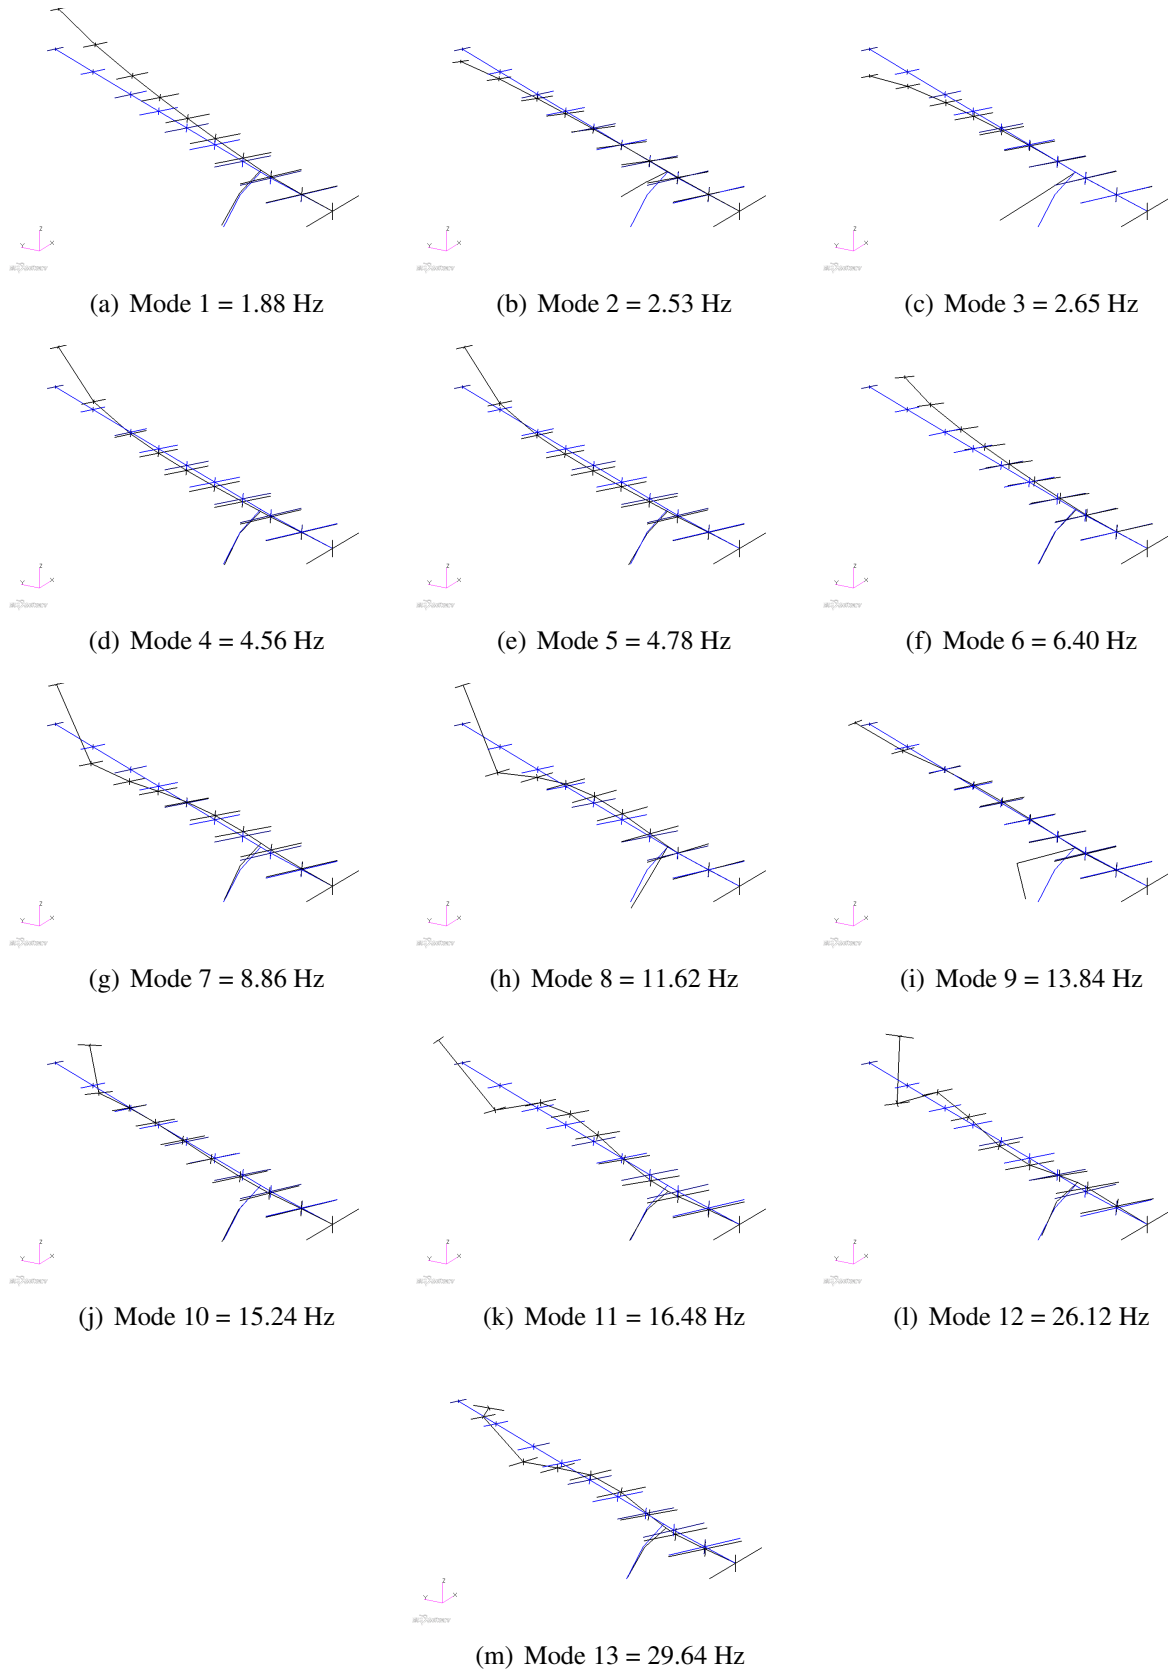 Z
Y
X
Z
Y
X
Z
Y
X
(a) Mode 1 = 1.88 Hz
(b) Mode 2 = 2.53 Hz
(c) Mode 3 = 2.65 Hz
Z
Y
X
Z
Y
X
Z
Y
X
(d) Mode 4 = 4.56 Hz
(e) Mode 5 = 4.78 Hz
(f) Mode 6 = 6.40 Hz
Z
Y
X
Z
Y
X
Z
Y
X
(g) Mode 7 = 8.86 Hz
(h) Mode 8 = 11.62 Hz
(i) Mode 9 = 13.84 Hz
Z
Y
X
Z
Y
X
Z
Y
X
(j) Mode 10 = 15.24 Hz
(k) Mode 11 = 16.48 Hz
(l) Mode 12 = 26.12 Hz
Z
Y
X
(m) Mode 13 = 29.64 Hz